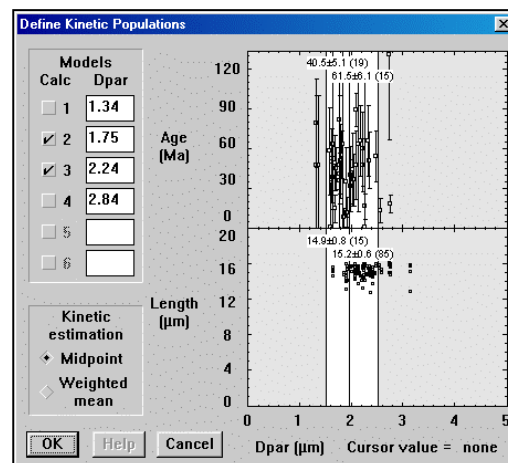 Define Kinetic Populations
Models
Calc Dpar
1 1.34
2 1.75
3 2.24
4 2.84
5
6
Kinetic
estimation
Midpoint
Weighted
mean
OK Help Cancel
Age
(Ma)
120
90
60
30
0
40.5±5.1 (19)
61.5±6.1 (15)
Length
(µm)
20
16
12
8
4
0
14.9±0.8 (15)
15.2±0.6 (85)
0 1 2 3 4 5
Dpar (µm) Cursor value = none